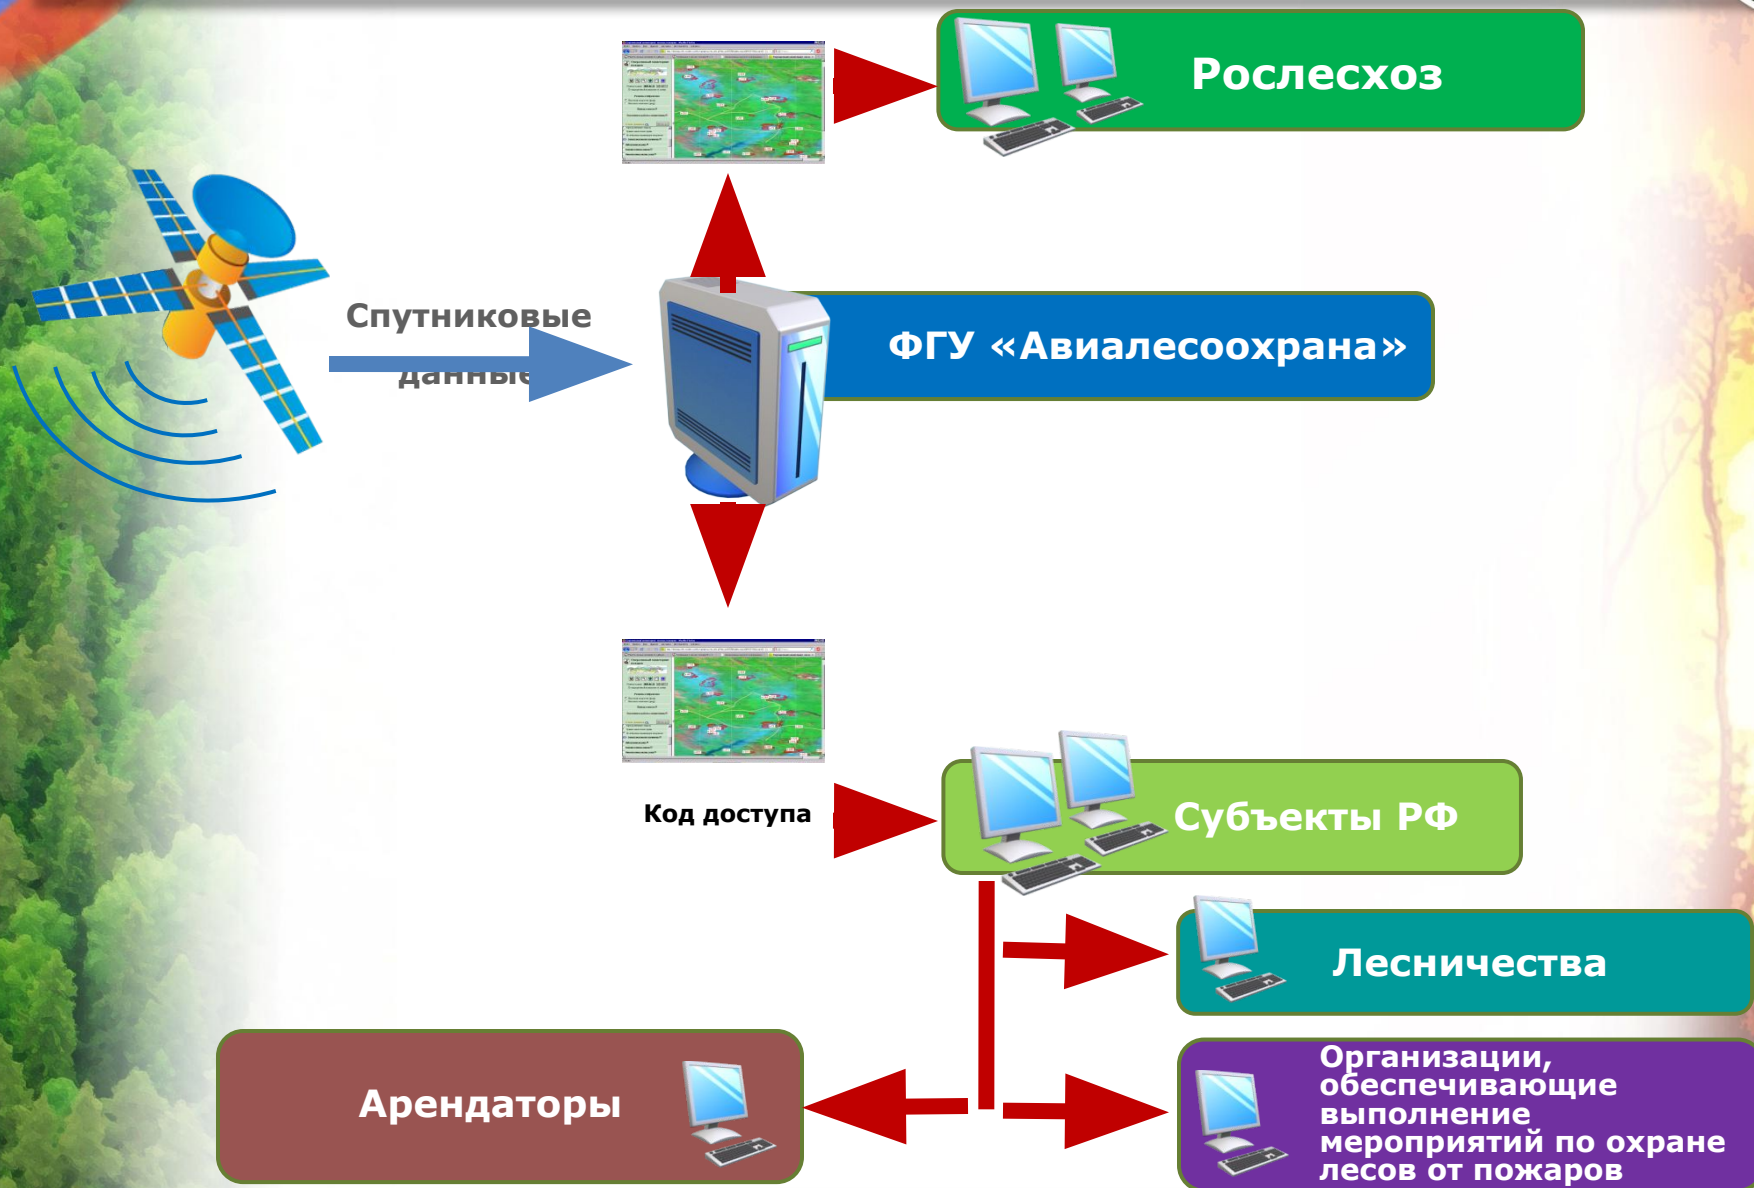 Рослесхоз
Спутниковые
данные
ФГУ «Авиалесоохрана»
Код доступа
Субъекты РФ
Лесничества
Арендаторы
Организации,
обеспечивающие
выполнение
мероприятий по охране
лесов от пожаров